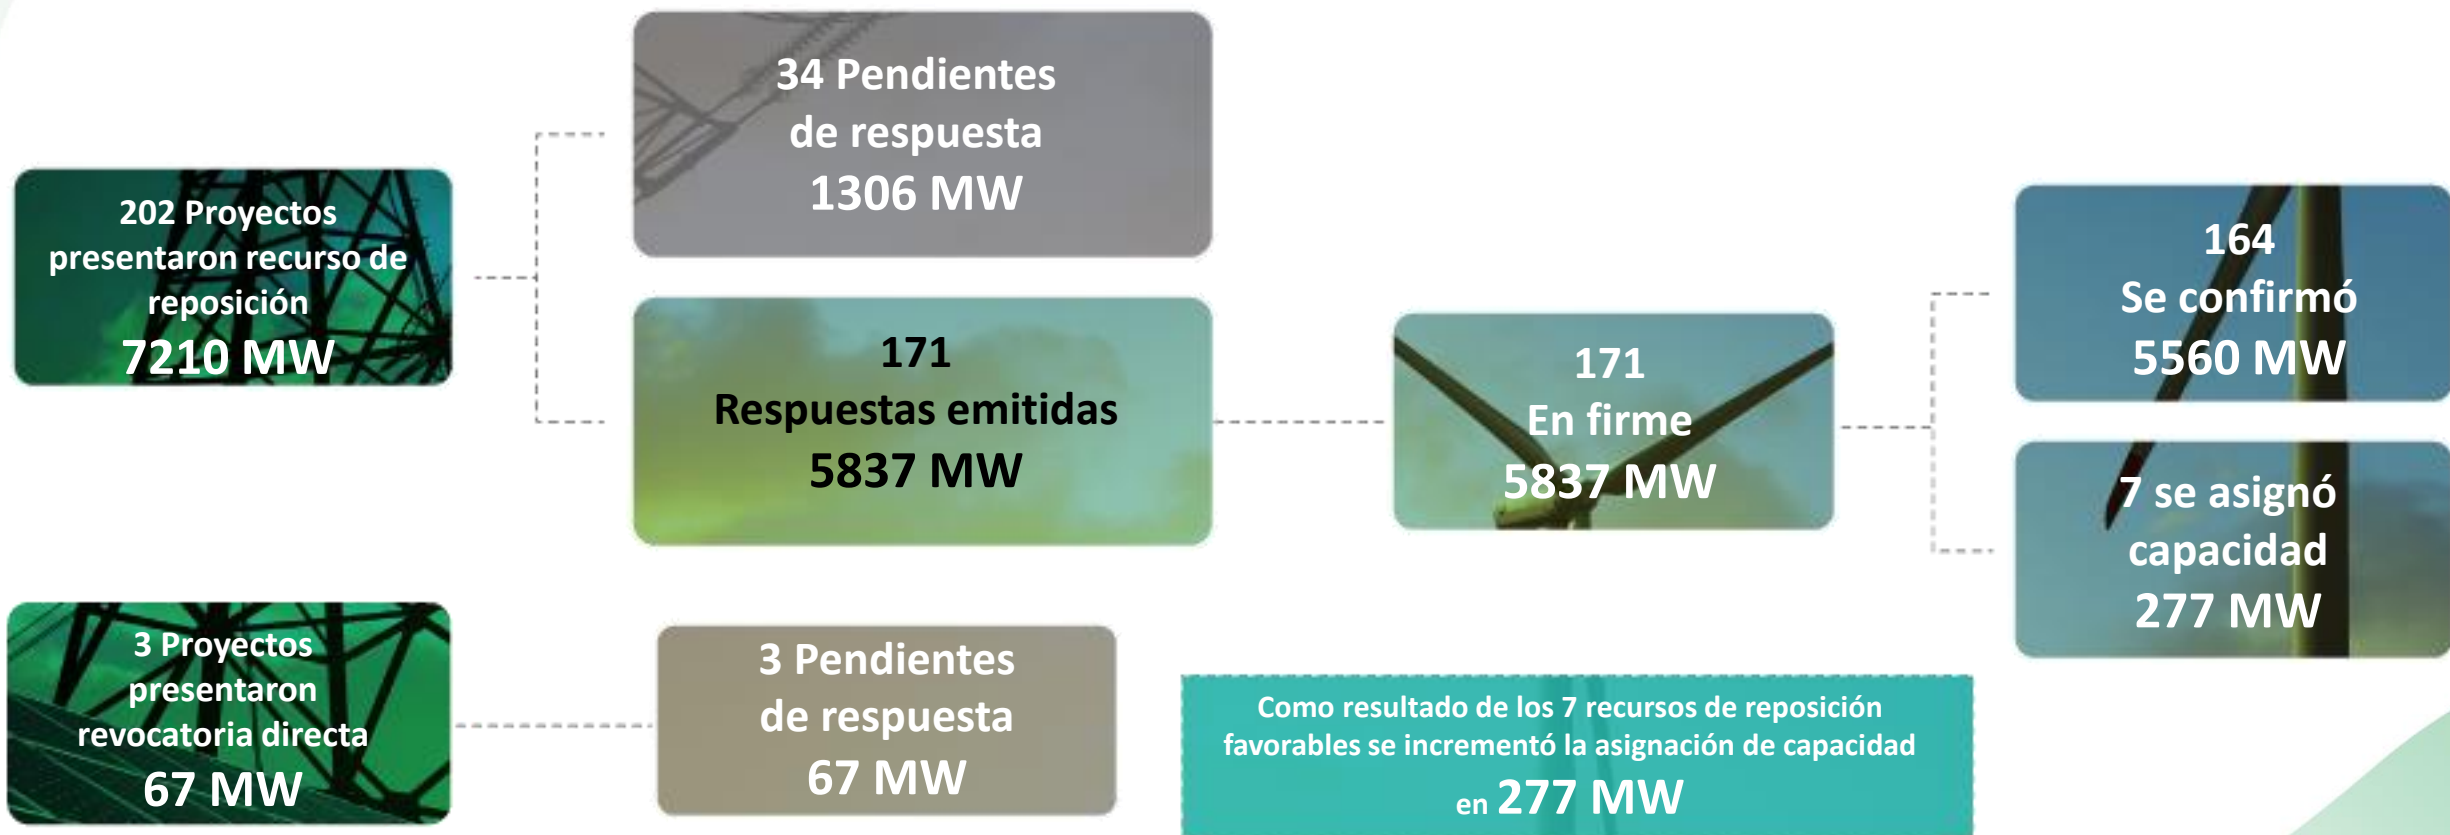 202 Proyectos
presentaron recurso de
reposición
7210 MW
34 Pendientes
de respuesta
1306 MW
171
Respuestas emitidas
5837 MW
171
En firme
5837 MW
164
Se confirmó
5560 MW
7 se asignó
capacidad
277 MW
3 Proyectos
presentaron
revocatoria directa
67 MW
3 Pendientes
de respuesta
67 MW
Como resultado de los 7 recursos de reposición
favorables se incrementó la asignación de capacidad
en 277 MW